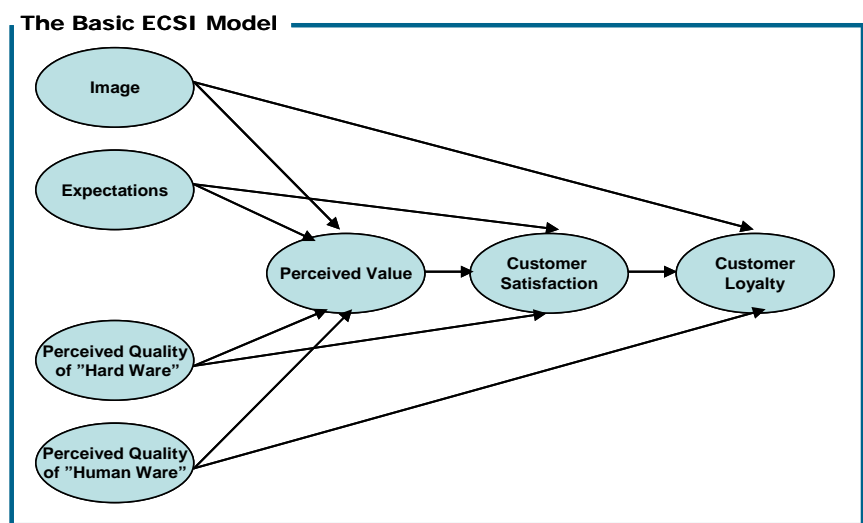 The Basic ECSI Model
Image
Expectations
Perceived Value
Customer
Satisfaction
Customer
Loyalty
Perceived Quality
of ”Hard Ware”
Perceived Quality
of ”Human Ware”